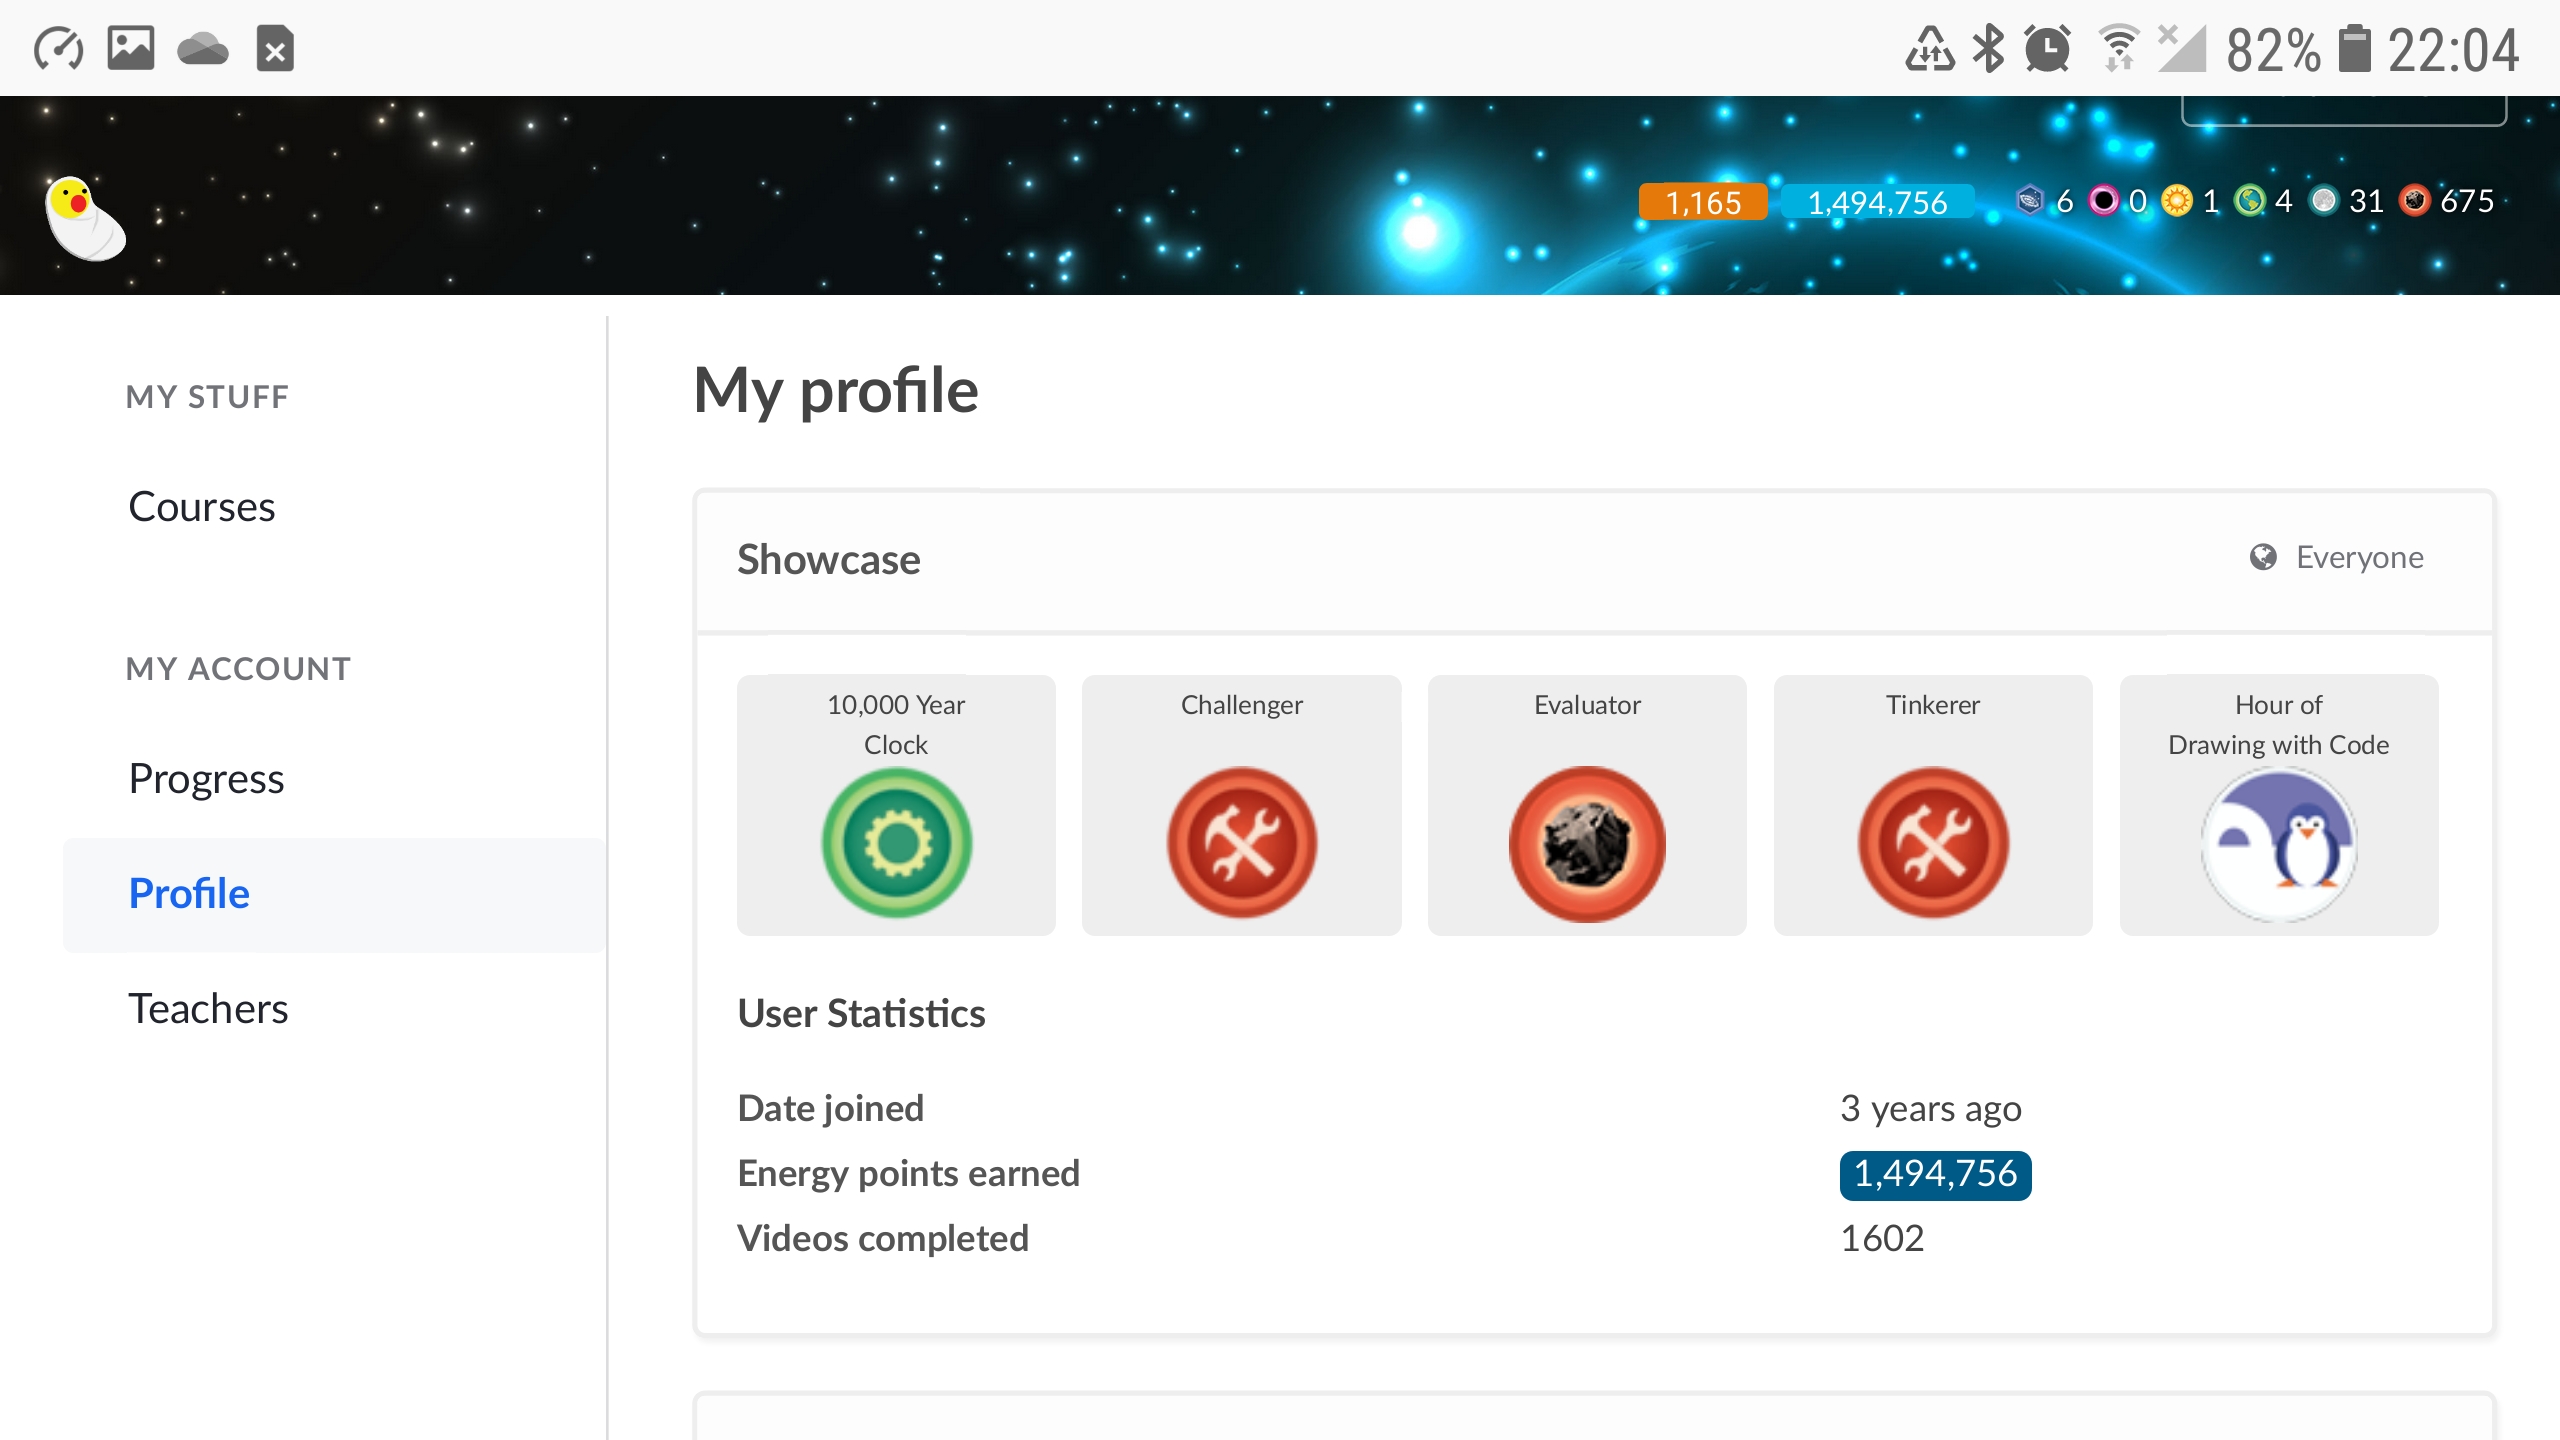 82% 22:04
1,165 1,494,756 6 0 1 4 31 675
MY STUFF
Courses
MY ACCOUNT
Progress
Profile
Teachers
My profile
Showcase
Everyone
10,000 Year
Clock
Challenger
Evaluator
Tinkerer
Hour of
Drawing with Code
User Statistics
Date joined 3 years ago
Energy points earned 1,494,756
Videos completed 1602